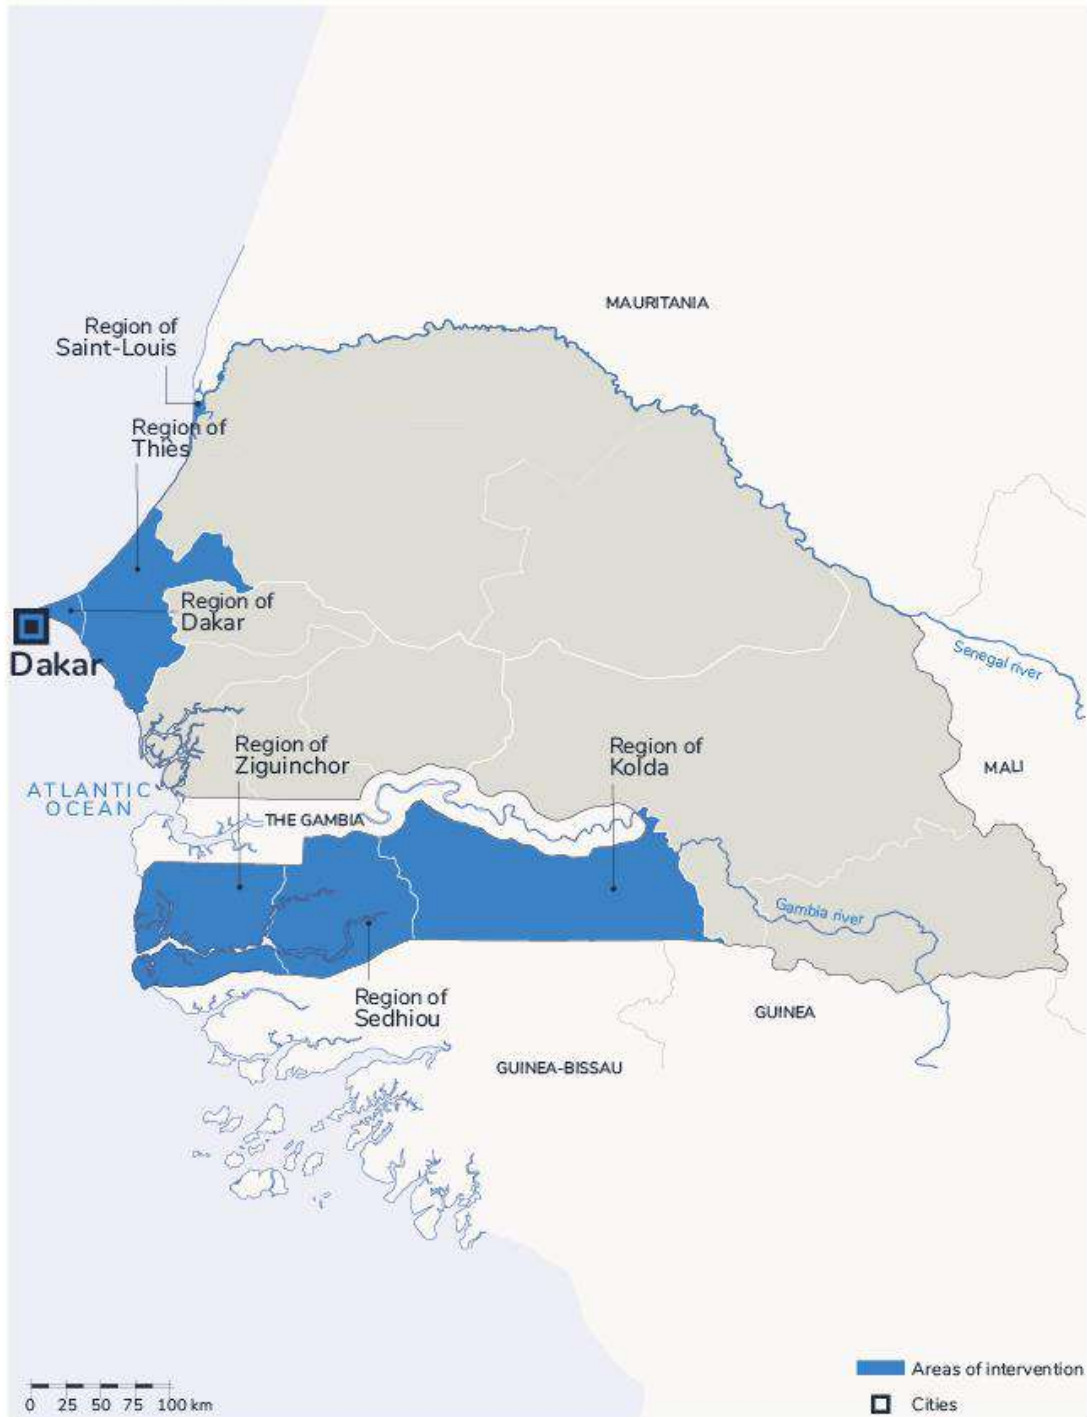 MAURITANIA
Region of
Saint-Louis
Region of
Thiès
Region of
Dakar
Dakar
Senegal river
Region of
Ziguinchor
Region of
Kolda
MALI
ATLANTIC
OCEAN
THE GAMBIA
Gambia river
Region of
Sedhiou
GUINEA
GUINEA-BISSAU
Areas of intervention
0 25 50 75 100 km
Cities